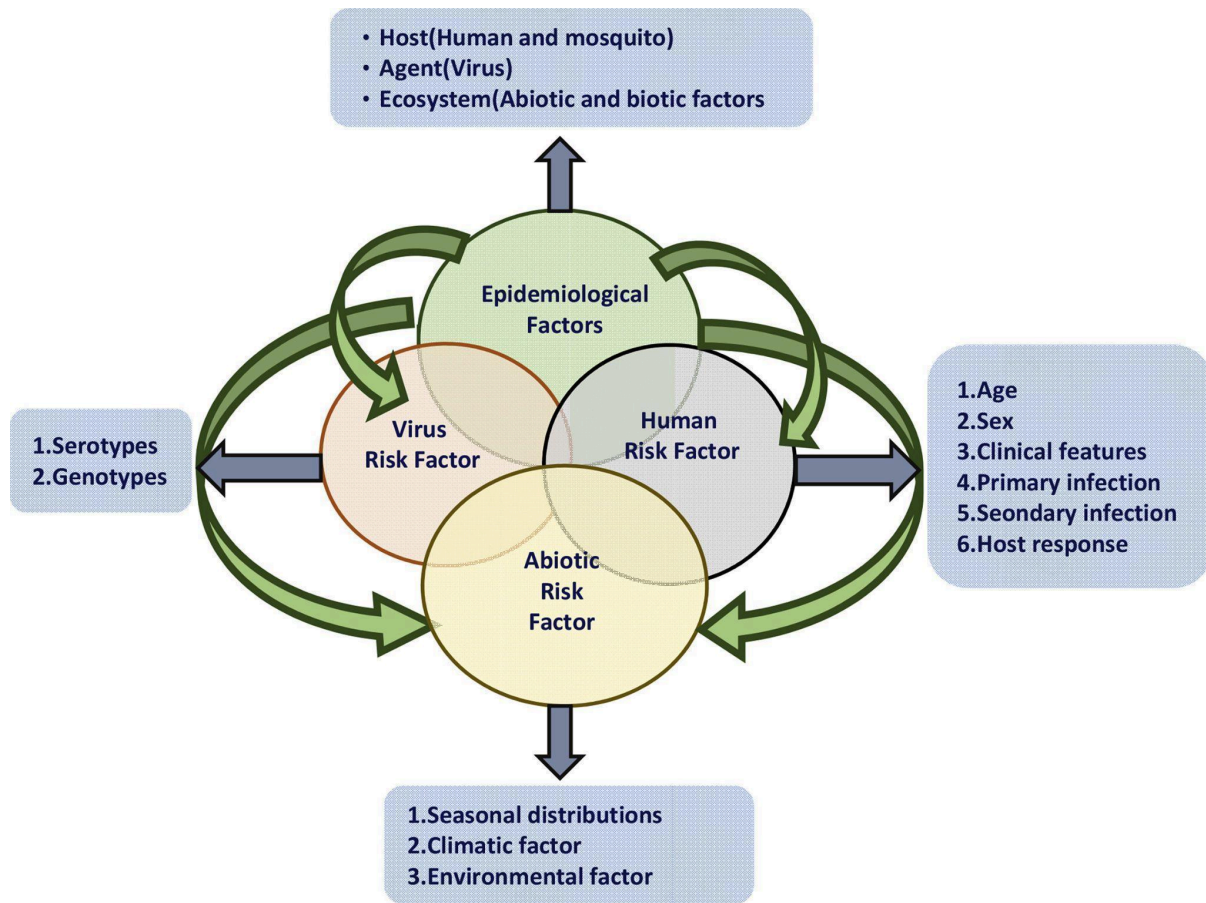 • Host(Human and mosquito)
• Agent(Virus)
• Ecosystem(Abiotic and biotic factors
Epidemiological
Factors
Virus
Risk Factor
Human
Risk Factor
Abiotic
Risk
Factor
1.Serotypes
2.Genotypes
1.Age
2.Sex
3.Clinical features
4.Primary infection
5.Seondary infection
6.Host response
1.Seasonal distributions
2.Climatic factor
3.Environmental factor